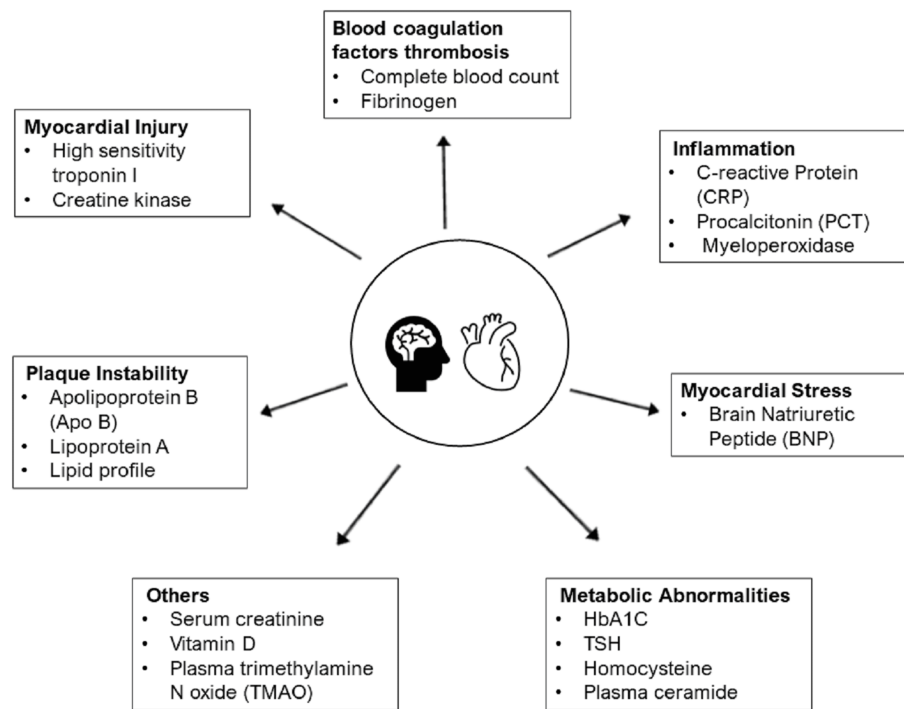 Blood coagulation
factors thrombosis
• Complete blood count
• Fibrinogen
Myocardial Injury
• High sensitivity
troponin I
• Creatine kinase
Inflammation
• C-reactive Protein
(CRP)
• Procalcitonin (PCT)
• Myeloperoxidase
Plaque Instability
• Apolipoprotein B
(Apo B)
• Lipoprotein A
• Lipid profile
Myocardial Stress
• Brain Natriuretic
Peptide (BNP)
Others
• Serum creatinine
• Vitamin D
• Plasma trimethylamine
N oxide (TMAO)
Metabolic Abnormalities
• HbA1C
• TSH
• Homocysteine
• Plasma ceramide